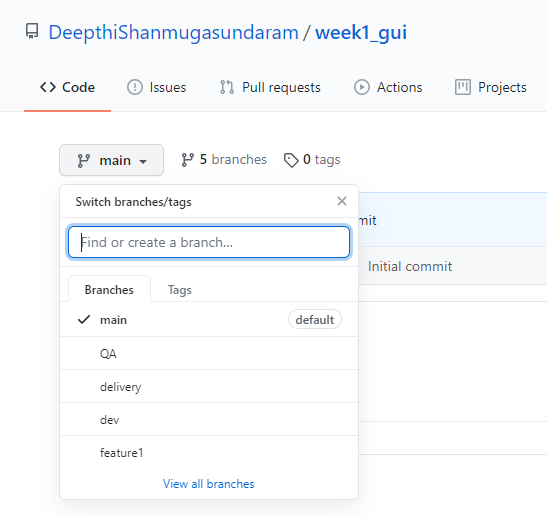 DeepthiShanmugasundaram / week1_gui
Code Issues Pull requests Actions Projects
main 5 branches 0 tags
Switch branches/tags
mit
Find or create a branch...
Initial commit
Branches Tags
main default
QA
delivery
dev
feature1
View all branches